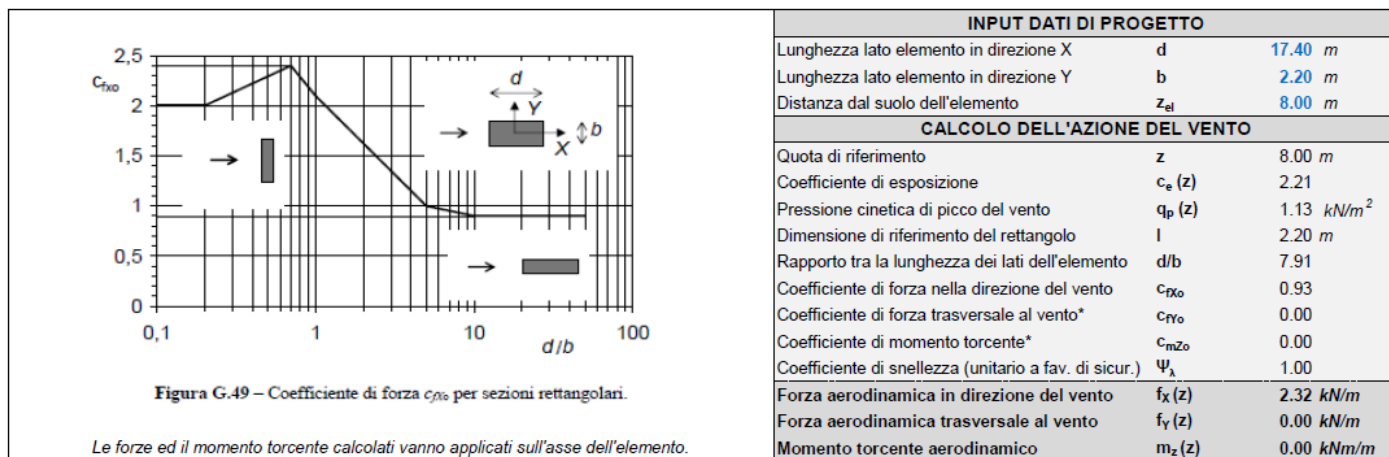 2,5
c_fxo
2
1,5
1
0,5
0
0,1
1
10
100
d/b
d
Y
b
X
Figura G.49 – Coefficiente di forza c_fXo per sezioni rettangolari.
Le forze ed il momento torcente calcolati vanno applicati sull'asse dell'elemento.
INPUT DATI DI PROGETTO
Lunghezza lato elemento in direzione X d 17.40 m
Lunghezza lato elemento in direzione Y b 2.20 m
Distanza dal suolo dell'elemento z_el 8.00 m
CALCOLO DELL'AZIONE DEL VENTO
Quota di riferimento z 8.00 m
Coefficiente di esposizione c_e (z) 2.21
Pressione cinetica di picco del vento q_p (z) 1.13 kN/m²
Dimensione di riferimento del rettangolo l 2.20 m
Rapporto tra la lunghezza dei lati dell'elemento d/b 7.91
Coefficiente di forza nella direzione del vento c_fXo 0.93
Coefficiente di forza trasversale al vento* c_fYo 0.00
Coefficiente di momento torcente* c_mZo 0.00
Coefficiente di snellezza (unitario a fav. di sicur.) Ψ_λ 1.00
Forza aerodinamica in direzione del vento f_X (z) 2.32 kN/m
Forza aerodinamica trasversale al vento f_Y (z) 0.00 kN/m
Momento torcente aerodinamico m_z (z) 0.00 kNm/m